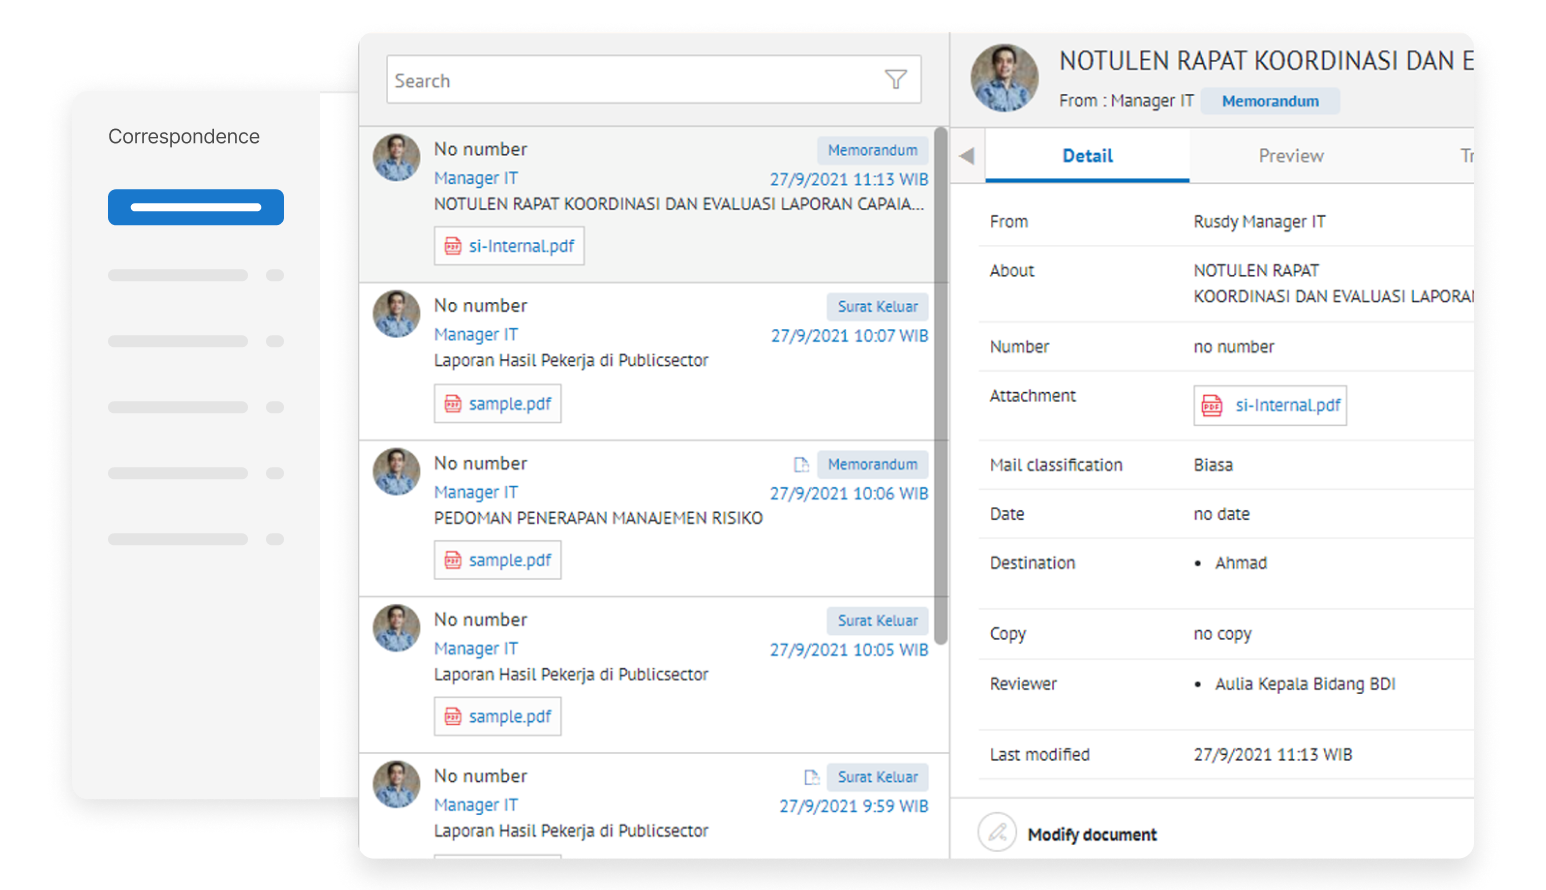 Correspondence
Search
No number
Memorandum
Manager IT
27/9/2021 11:13 WIB
NOTULEN RAPAT KOORDINASI DAN EVALUASI LAPORAN CAPAIA...
si-Internal.pdf
No number
Surat Keluar
Manager IT
27/9/2021 10:07 WIB
Laporan Hasil Pekerja di Publicsector
sample.pdf
No number
Memorandum
Manager IT
27/9/2021 10:06 WIB
PEDOMAN PENERAPAN MANAJEMEN RISIKO
sample.pdf
No number
Surat Keluar
Manager IT
27/9/2021 10:05 WIB
Laporan Hasil Pekerja di Publicsector
sample.pdf
No number
Surat Keluar
Manager IT
27/9/2021 9:59 WIB
Laporan Hasil Pekerja di Publicsector
NOTULEN RAPAT KOORDINASI DAN E
From : Manager IT
Memorandum
Detail
Preview
Tr
From
Rusdy Manager IT
About
NOTULEN RAPAT
KOORDINASI DAN EVALUASI LAPORAN
Number
no number
Attachment
si-Internal.pdf
Mail classification
Biasa
Date
no date
Destination
• Ahmad
Copy
no copy
Reviewer
• Aulia Kepala Bidang BDI
Last modified
27/9/2021 11:13 WIB
Modify document